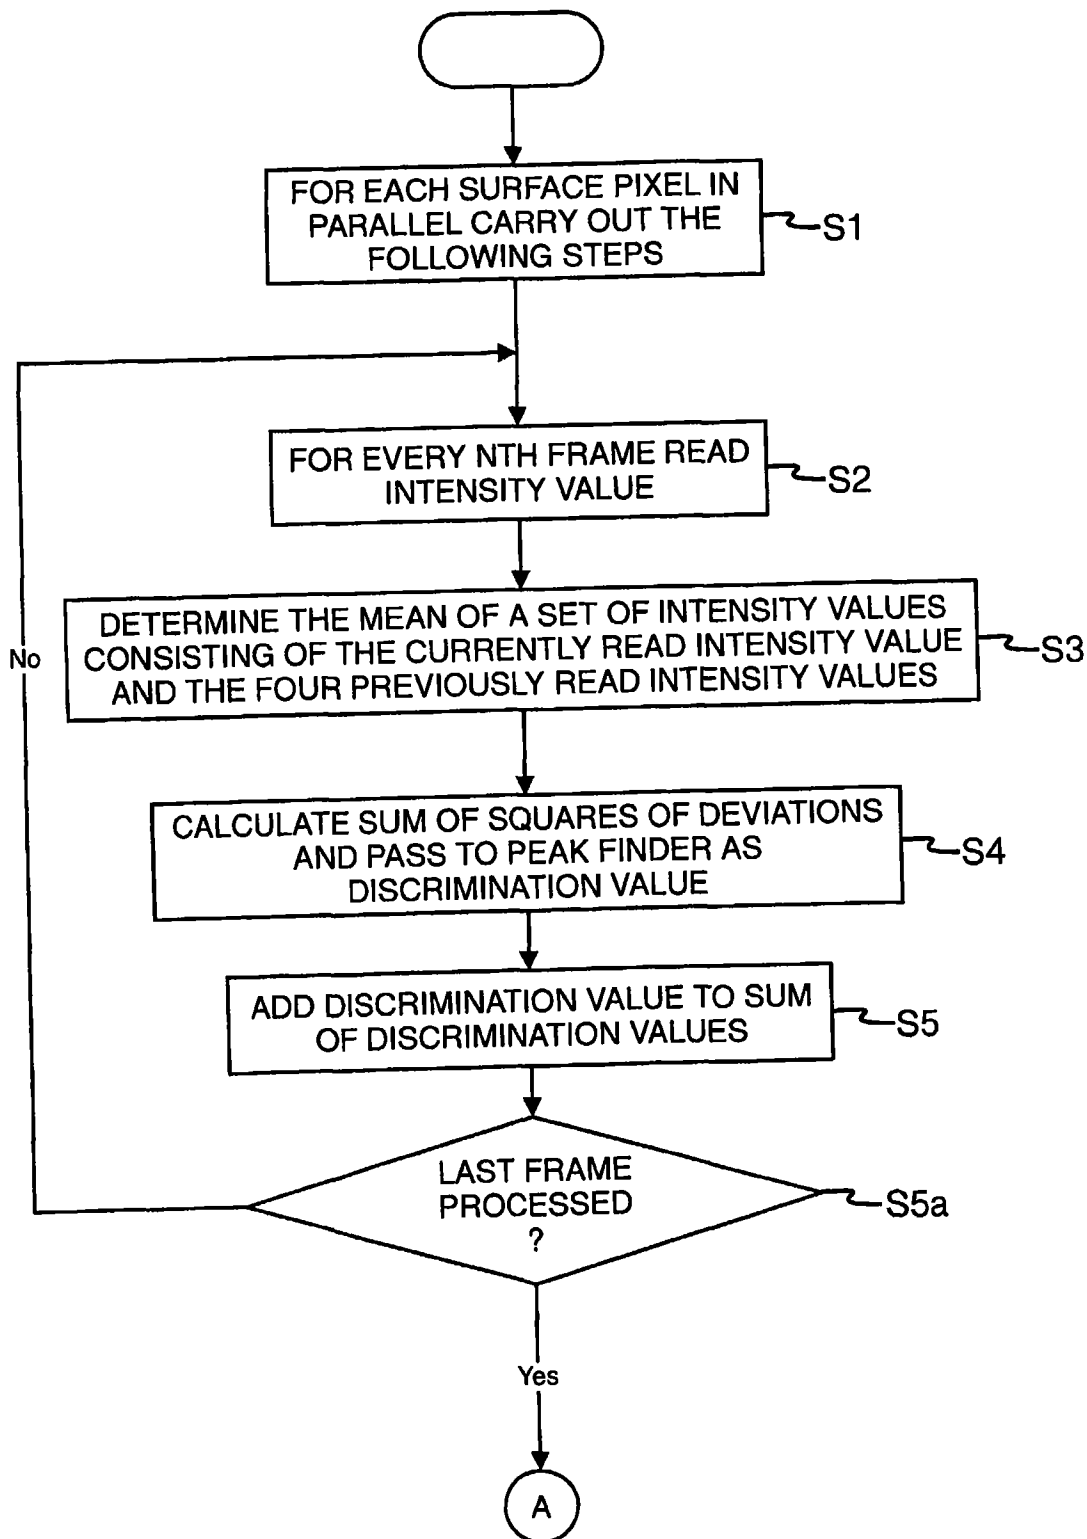 FOR EACH SURFACE PIXEL IN
PARALLEL CARRY OUT THE
FOLLOWING STEPS
S1
FOR EVERY NTH FRAME READ
INTENSITY VALUE
S2
DETERMINE THE MEAN OF A SET OF INTENSITY VALUES
CONSISTING OF THE CURRENTLY READ INTENSITY VALUE
AND THE FOUR PREVIOUSLY READ INTENSITY VALUES
S3
No
CALCULATE SUM OF SQUARES OF DEVIATIONS
AND PASS TO PEAK FINDER AS
DISCRIMINATION VALUE
S4
ADD DISCRIMINATION VALUE TO SUM
OF DISCRIMINATION VALUES
S5
LAST FRAME
PROCESSED
?
S5a
Yes
A